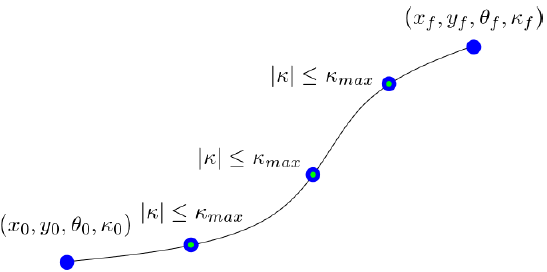 (x_f, y_f, θ_f, κ_f)
|κ| ≤ κ_max
|κ| ≤ κ_max
|κ| ≤ κ_max
(x_0, y_0, θ_0, κ_0)